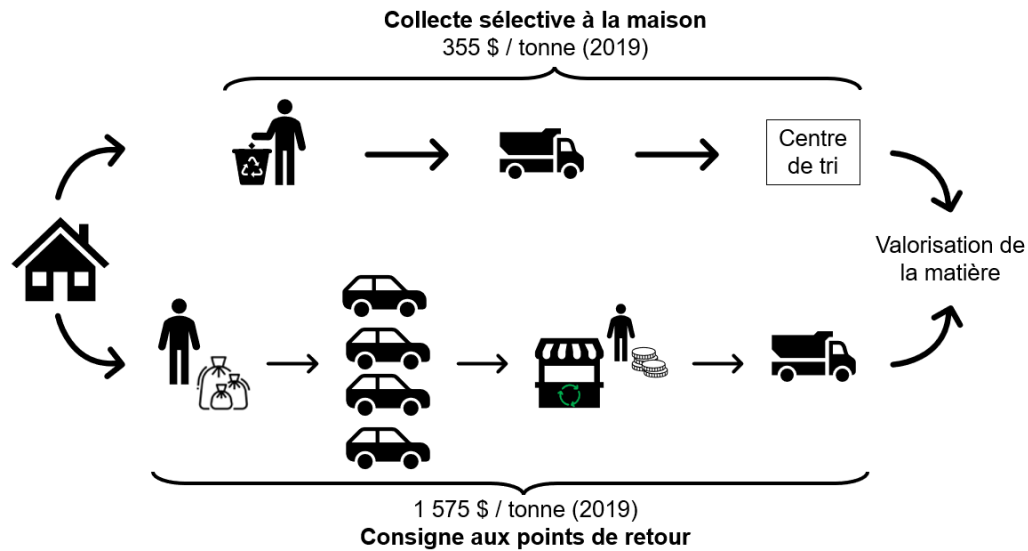 Collecte sélective à la maison
355 $ / tonne (2019)
Centre
de tri
Valorisation de
la matière
1 575 $ / tonne (2019)
Consigne aux points de retour